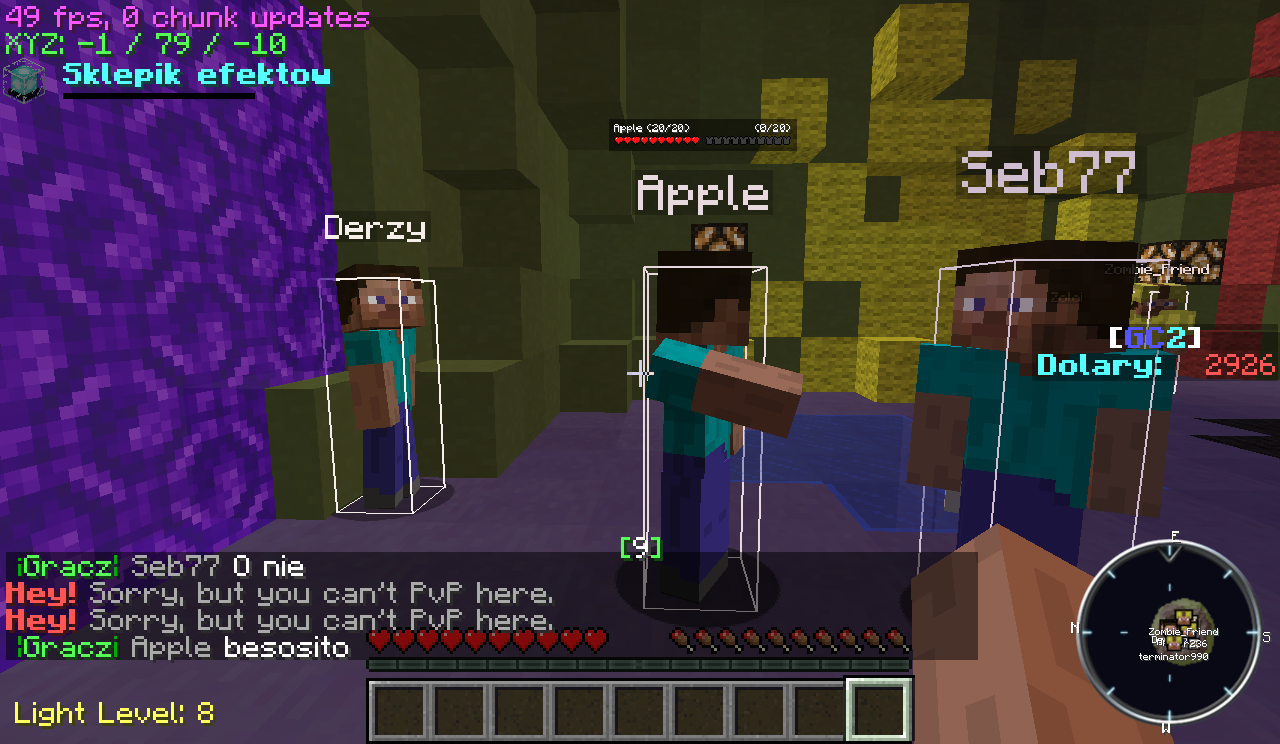 49 fps, 0 chunk updates
XYZ: -1 / 79 / -10
Sklepik efektow
Apple (20/20) (0/20)
Apple
Seb77
Derzy
Zombie_Friend
[GC2]
Dolary: 2926
[9]
¡Gracz¡ Seb77 O nie
Hey! Sorry, but you can't PvP here.
Hey! Sorry, but you can't PvP here.
¡Gracz¡ Apple besosito
Light Level: 8
E
N
S
W
Zombie_Friend
terminator990